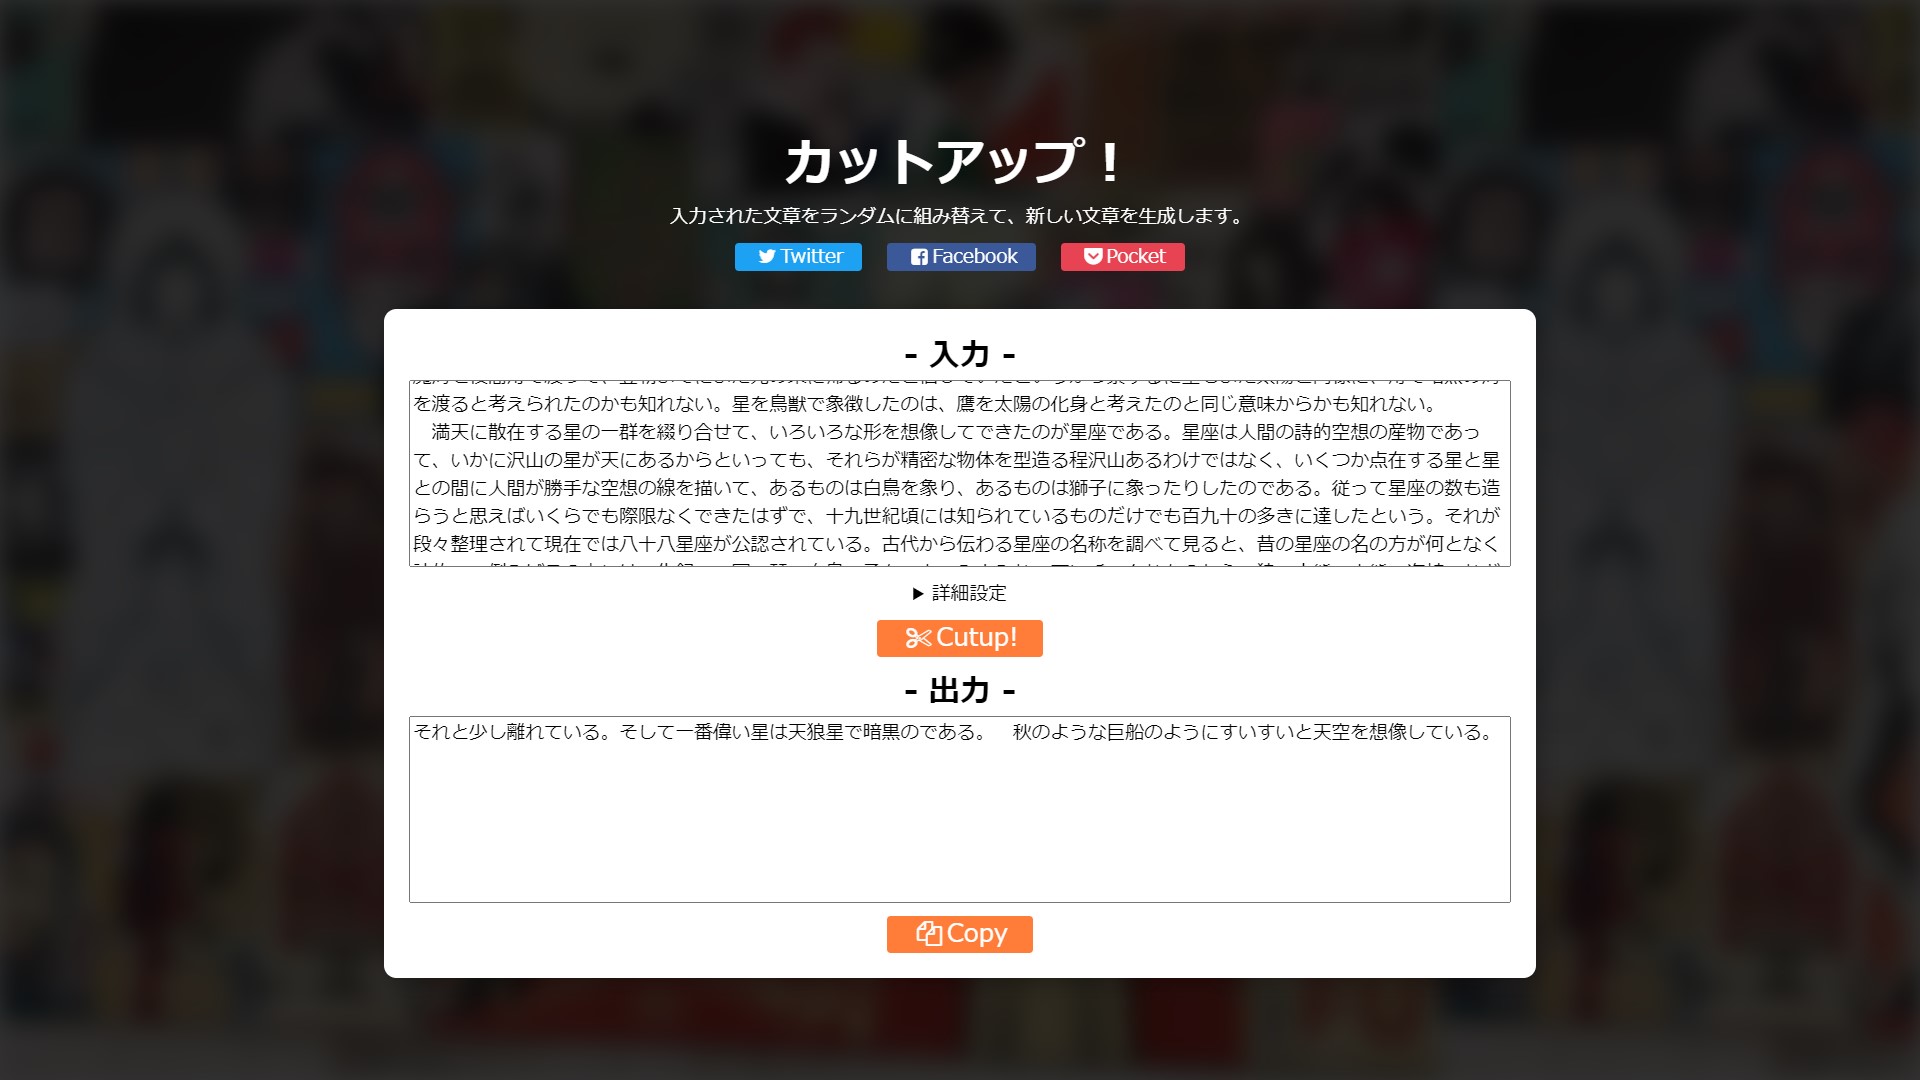 カットアップ！
入力された文章をランダムに組み替えて、新しい文章を生成します。
Twitter Facebook Pocket
- 入力 -
を渡ると考えられたのかも知れない。星を鳥獣で象徴したのは、鷹を太陽の化身と考えたのと同じ意味からかも知れない。
　満天に散在する星の一群を綴り合せて、いろいろな形を想像してできたのが星座である。星座は人間の詩的空想の産物であっ
て、いかに沢山の星が天にあるからといっても、それらが精密な物体を型造る程沢山あるわけではなく、いくつか点在する星と星
との間に人間が勝手な空想の線を描いて、あるものは白鳥を象り、あるものは獅子に象ったりしたのである。従って星座の数も造
らうと思えばいくらでも際限なくできたはずで、十九世紀頃には知られているものだけでも百九十の多きに達したという。それが
段々整理されて現在では八十八星座が公認されている。古代から伝わる星座の名称を調べて見ると、昔の星座の名の方が何となく
▶ 詳細設定
Cutup!
- 出力 -
それと少し離れている。そして一番偉い星は天狼星で暗黒のである。　秋のような巨船のようにすいすいと天空を想像している。
Copy